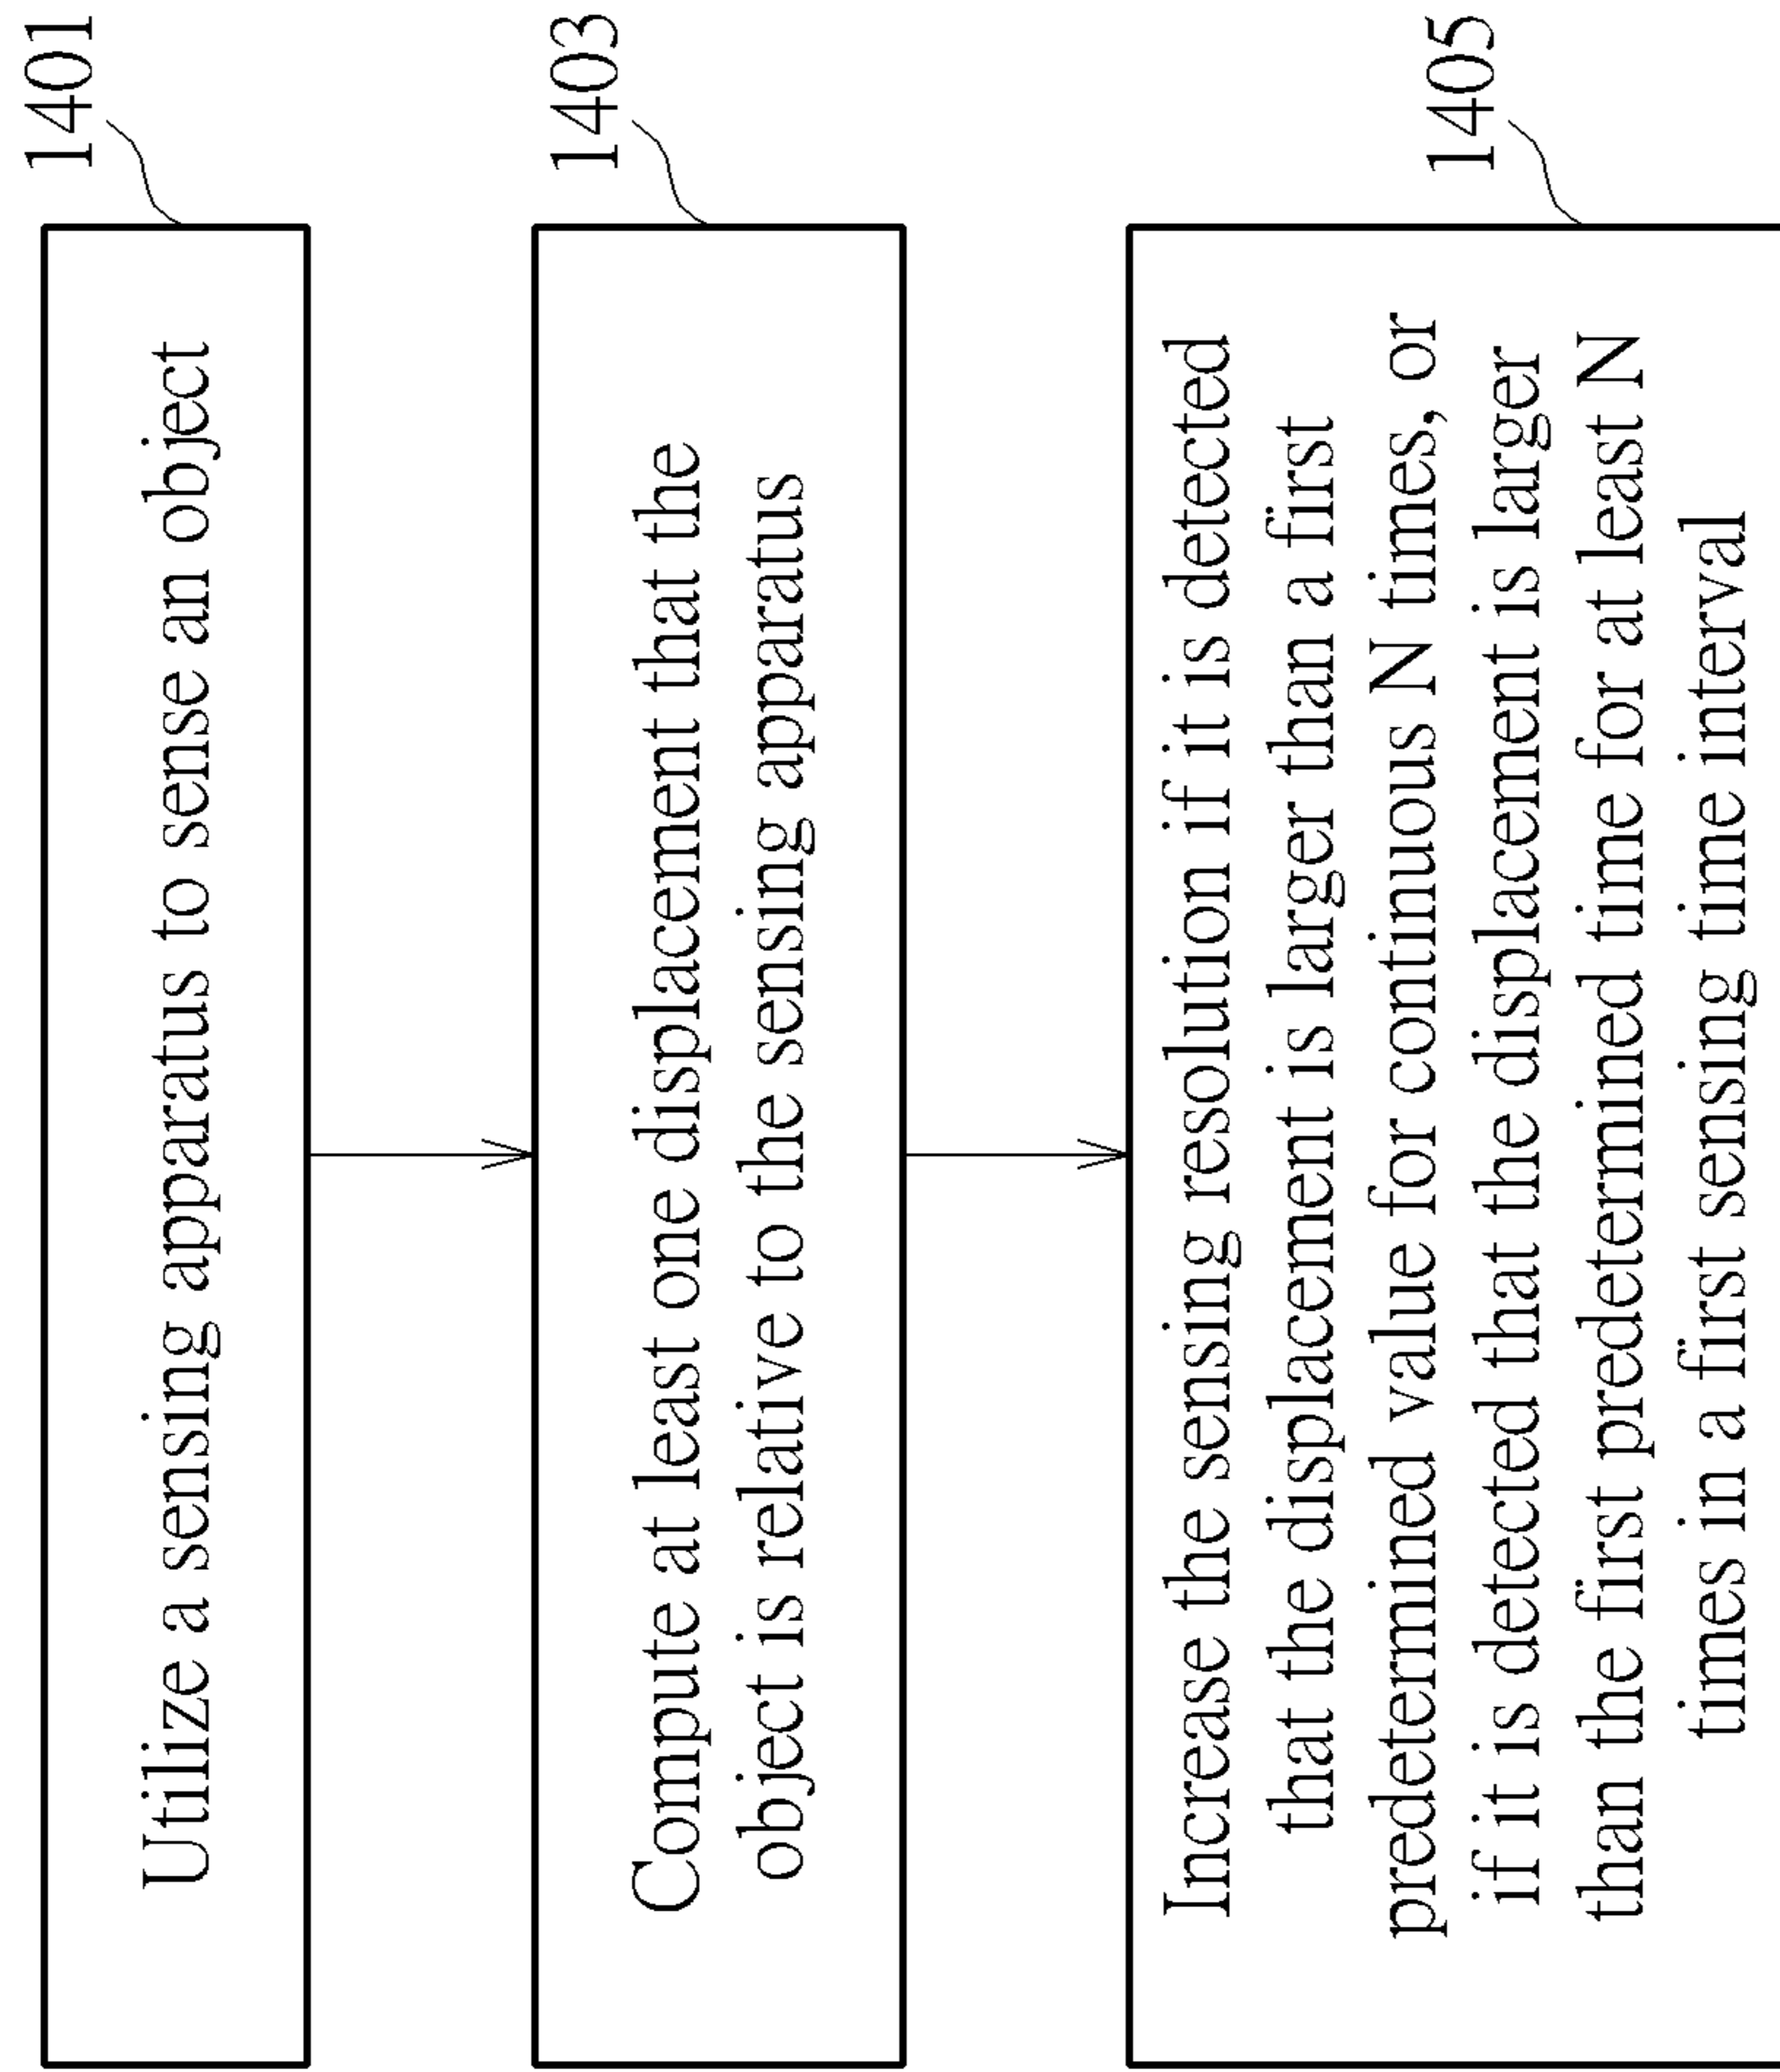 1401
Utilize a sensing apparatus to sense an object
1403
Compute at least one displacement that the
object is relative to the sensing apparatus
1405
Increase the sensing resolution if it is detected
that the displacement is larger than a first
predetermined value for continuous N times, or
if it is detected that the displacement is larger
than the first predetermined time for at least N
times in a first sensing time interval